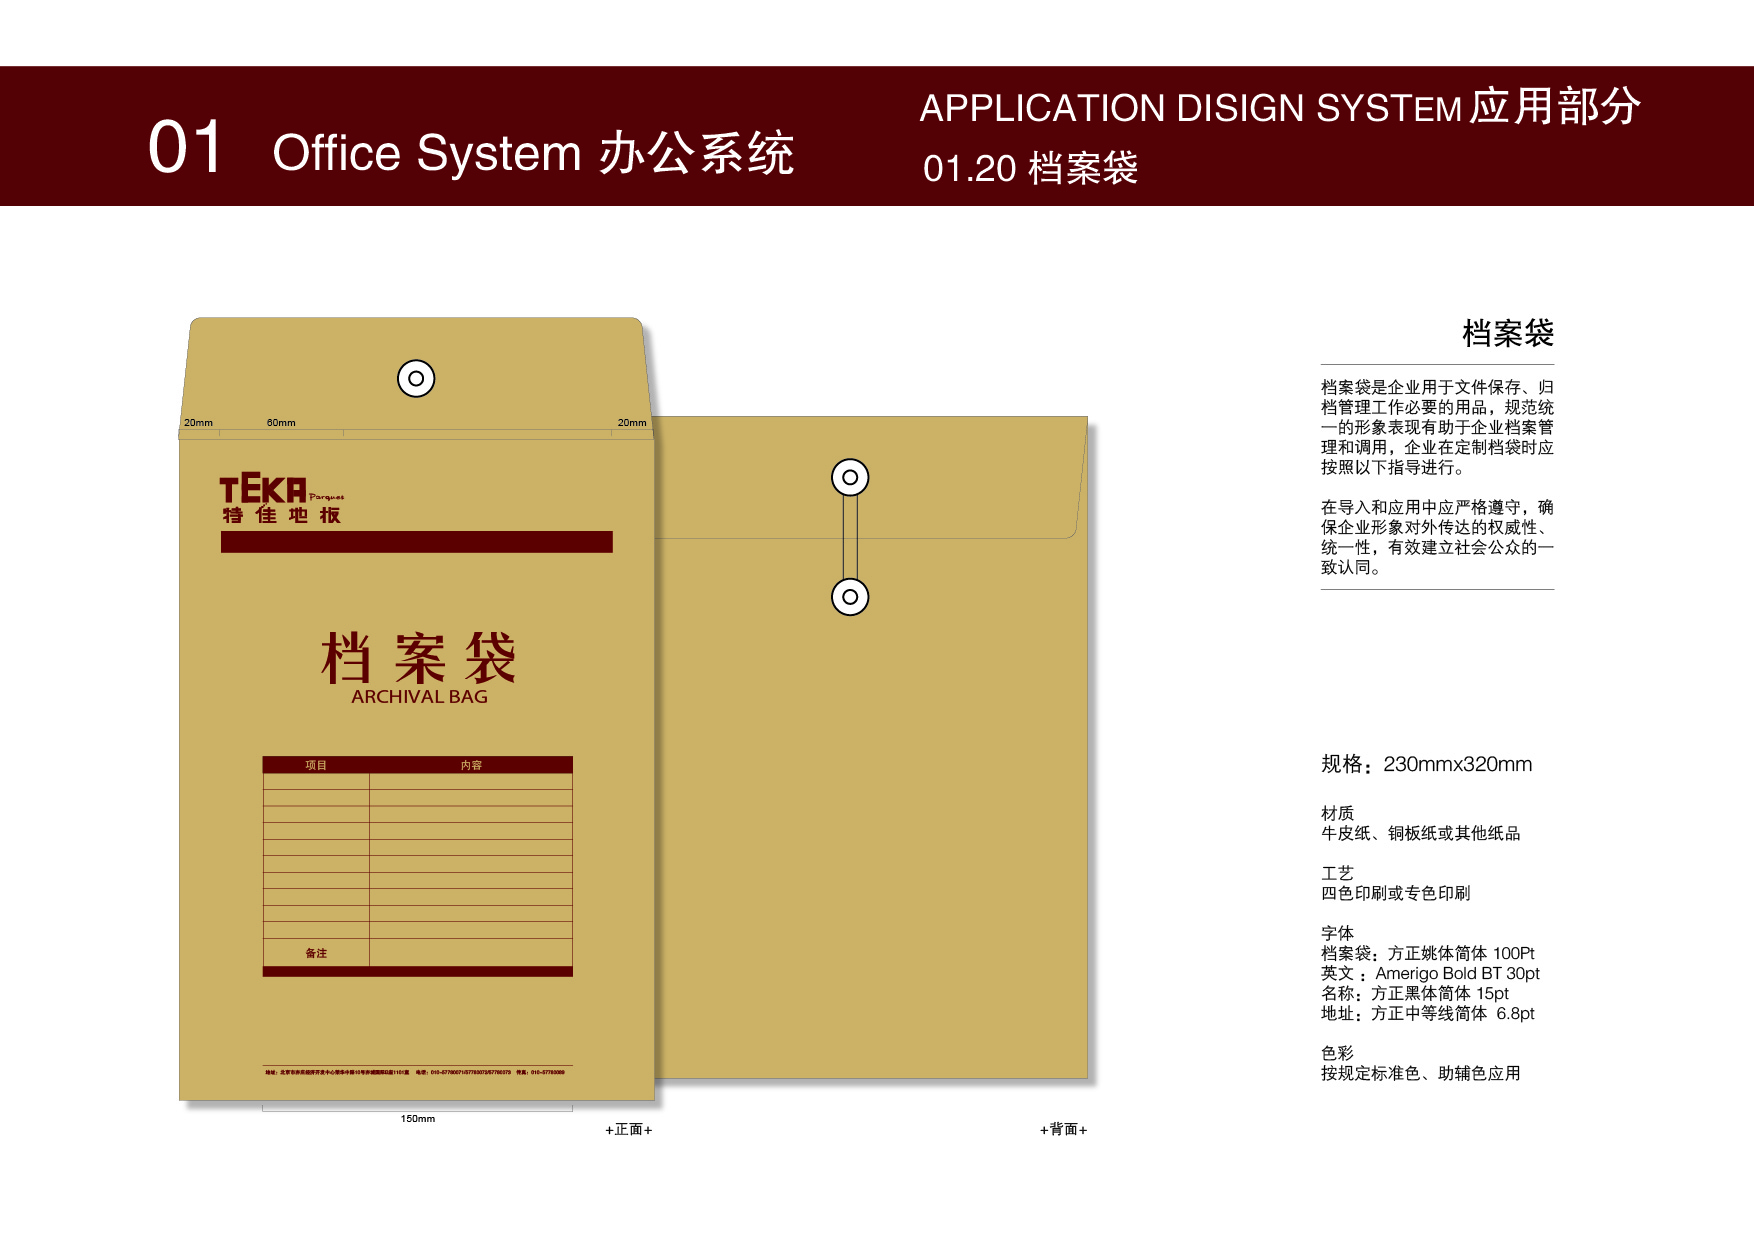 01 Office System 办公系统
APPLICATION DISIGN SYSTEM应用部分
01.20 档案袋
20mm 60mm 20mm
TEKA Parquet
特佳地板
档案袋
ARCHIVAL BAG
项目 内容
备注
150mm
+正面+
+背面+
档案袋
档案袋是企业用于文件保存、归
档管理工作必要的用品，规范统
一的形象表现有助于企业档案管
理和调用，企业在定制档袋时应
按照以下指导进行。
在导入和应用中应严格遵守，确
保企业形象对外传达的权威性、
统一性，有效建立社会公众的一
致认同。
规格：230mmx320mm
材质
牛皮纸、铜板纸或其他纸品
工艺
四色印刷或专色印刷
字体
档案袋：方正姚体简体 100Pt
英文 ：Amerigo Bold BT 30pt
名称：方正黑体简体 15pt
地址：方正中等线简体 6.8pt
色彩
按规定标准色、助辅色应用